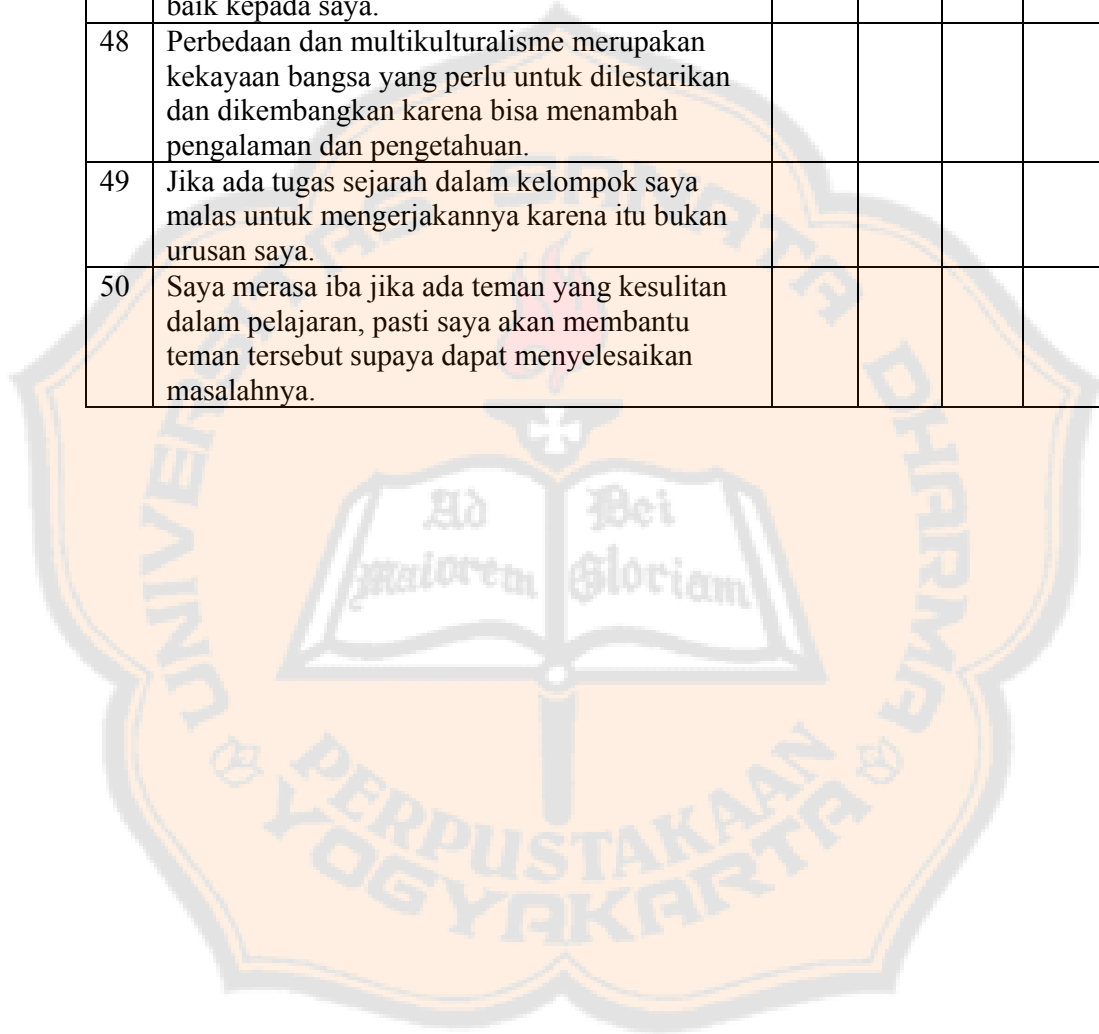 baik kepada saya.
48 Perbedaan dan multikulturalisme merupakan
kekayaan bangsa yang perlu untuk dilestarikan
dan dikembangkan karena bisa menambah
pengalaman dan pengetahuan.
49 Jika ada tugas sejarah dalam kelompok saya
malas untuk mengerjakannya karena itu bukan
urusan saya.
50 Saya merasa iba jika ada teman yang kesulitan
dalam pelajaran, pasti saya akan membantu
teman tersebut supaya dapat menyelesaikan
masalahnya.
UNIVERSITAS SANATA DHARMA
Ad Dei
maiorem Gloriam
PERPUSTAKAAN
YOGYAKARTA